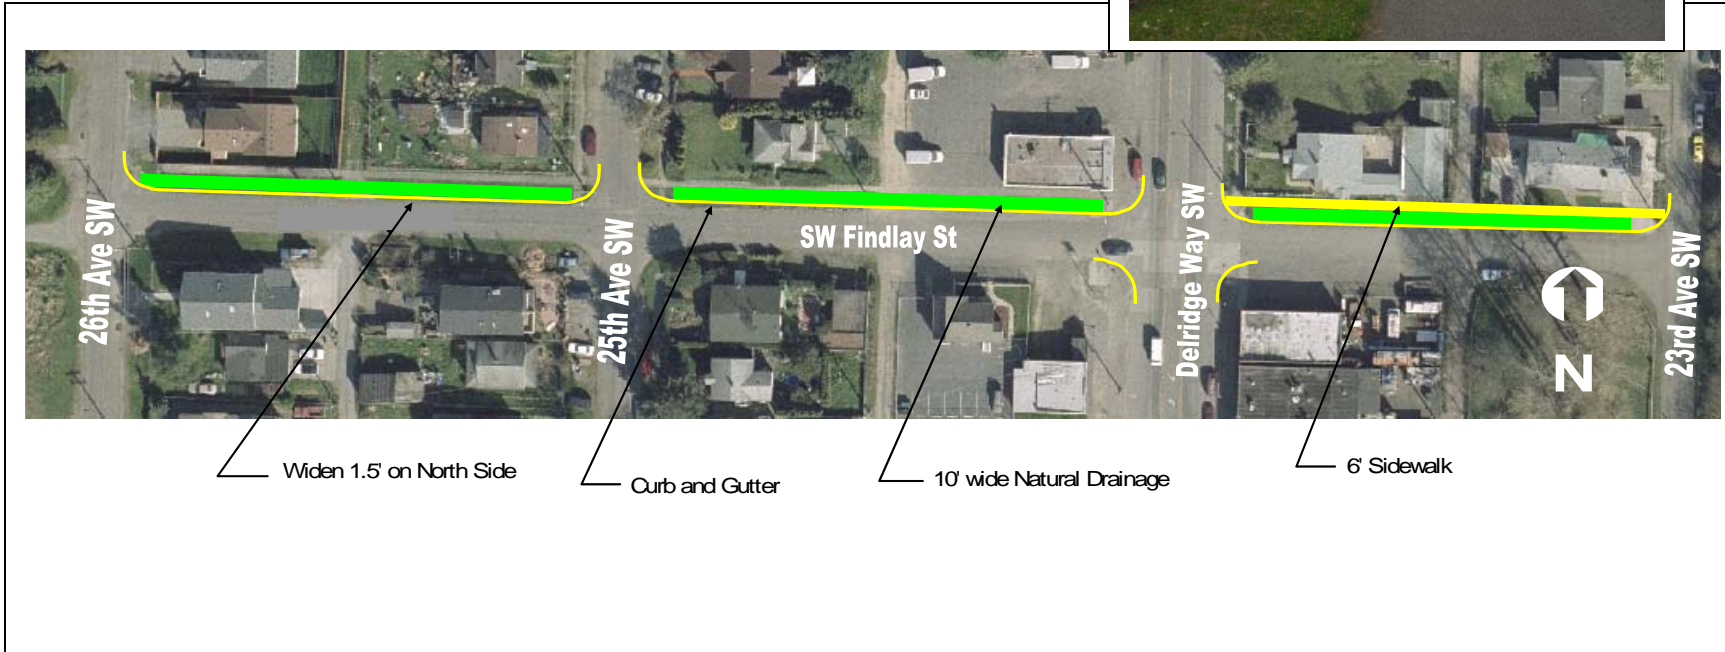 26th Ave SW
25th Ave SW
SW Findlay St
Delridge Way SW
N
23rd Ave SW
Widen 1.5' on North Side
Curb and Gutter
10' wide Natural Drainage
6' Sidewalk